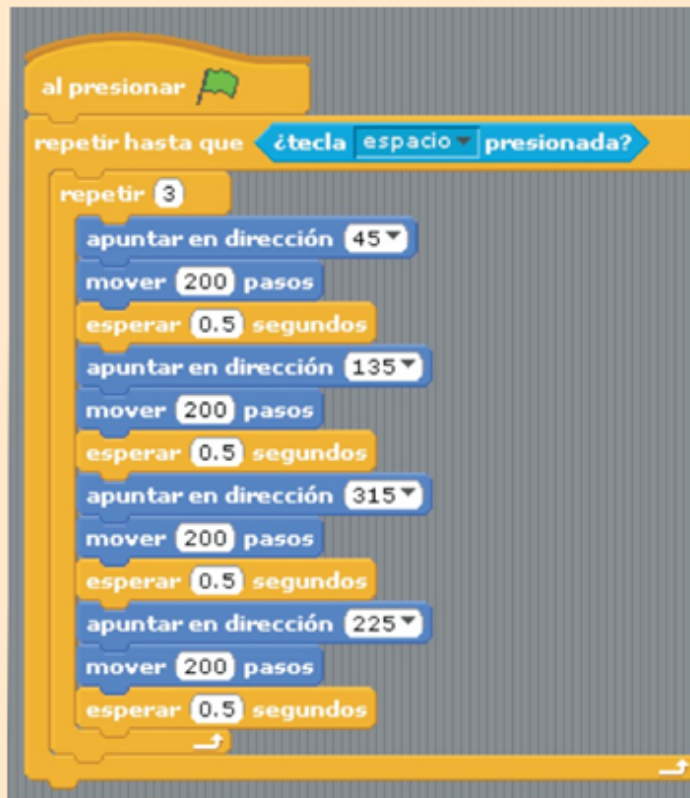 al presionar
repetir hasta que ¿tecla espacio presionada?
repetir 3
apuntar en dirección 45
mover 200 pasos
esperar 0.5 segundos
apuntar en dirección 135
mover 200 pasos
esperar 0.5 segundos
apuntar en dirección 315
mover 200 pasos
esperar 0.5 segundos
apuntar en dirección 225
mover 200 pasos
esperar 0.5 segundos